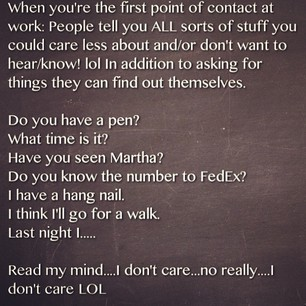 When you're the first point of contact at
work: People tell you ALL sorts of stuff you
could care less about and/or don't want to
hear/know! lol In addition to asking for
things they can find out themselves.
Do you have a pen?
What time is it?
Have you seen Martha?
Do you know the number to FedEx?
I have a hang nail.
I think I'll go for a walk.
Last night I.....
Read my mind....I don't care...no really....I
don't care LOL